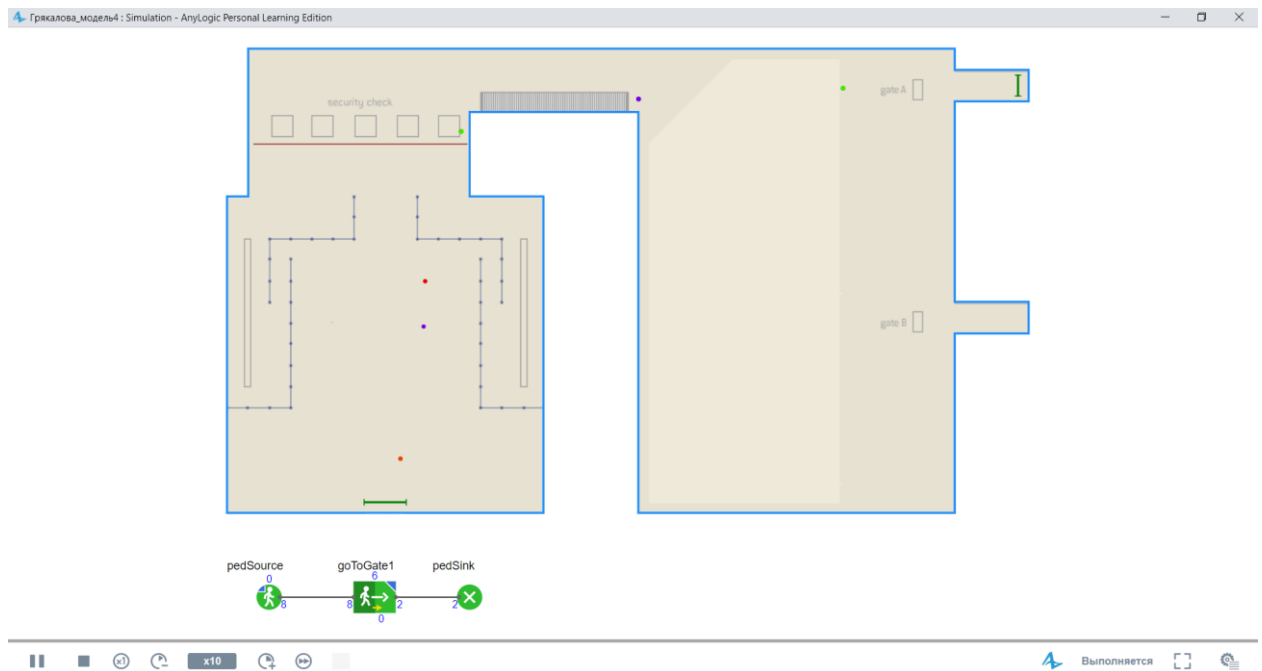 Грякалова_модель4 : Simulation - AnyLogic Personal Learning Edition
security check
gate A
gate B
pedSource
goToGate1
pedSink
0
6
8
8
2
2
0
x1
x10
Выполняется